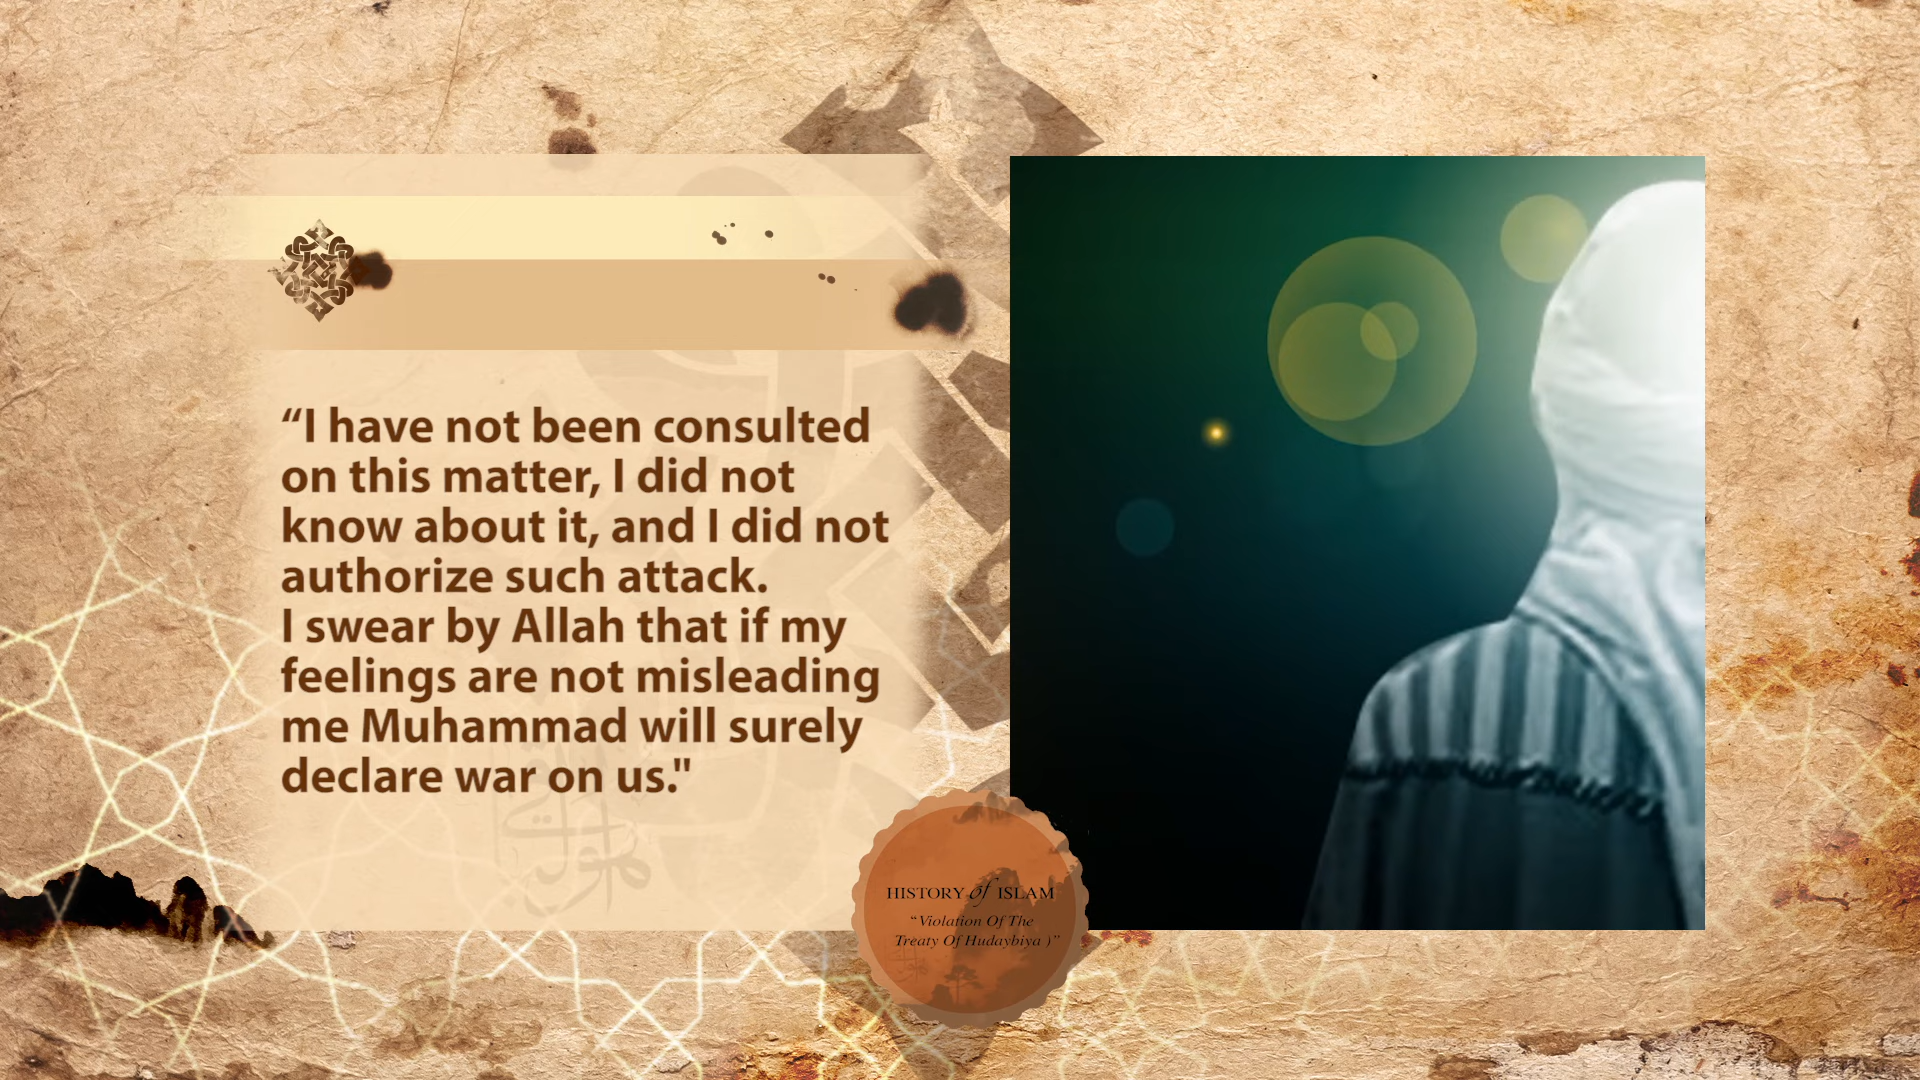 “I have not been consulted
on this matter, I did not
know about it, and I did not
authorize such attack.
I swear by Allah that if my
feelings are not misleading
me Muhammad will surely
declare war on us."
HISTORY of ISLAM
“Violation Of The
Treaty Of Hudaybiya )”